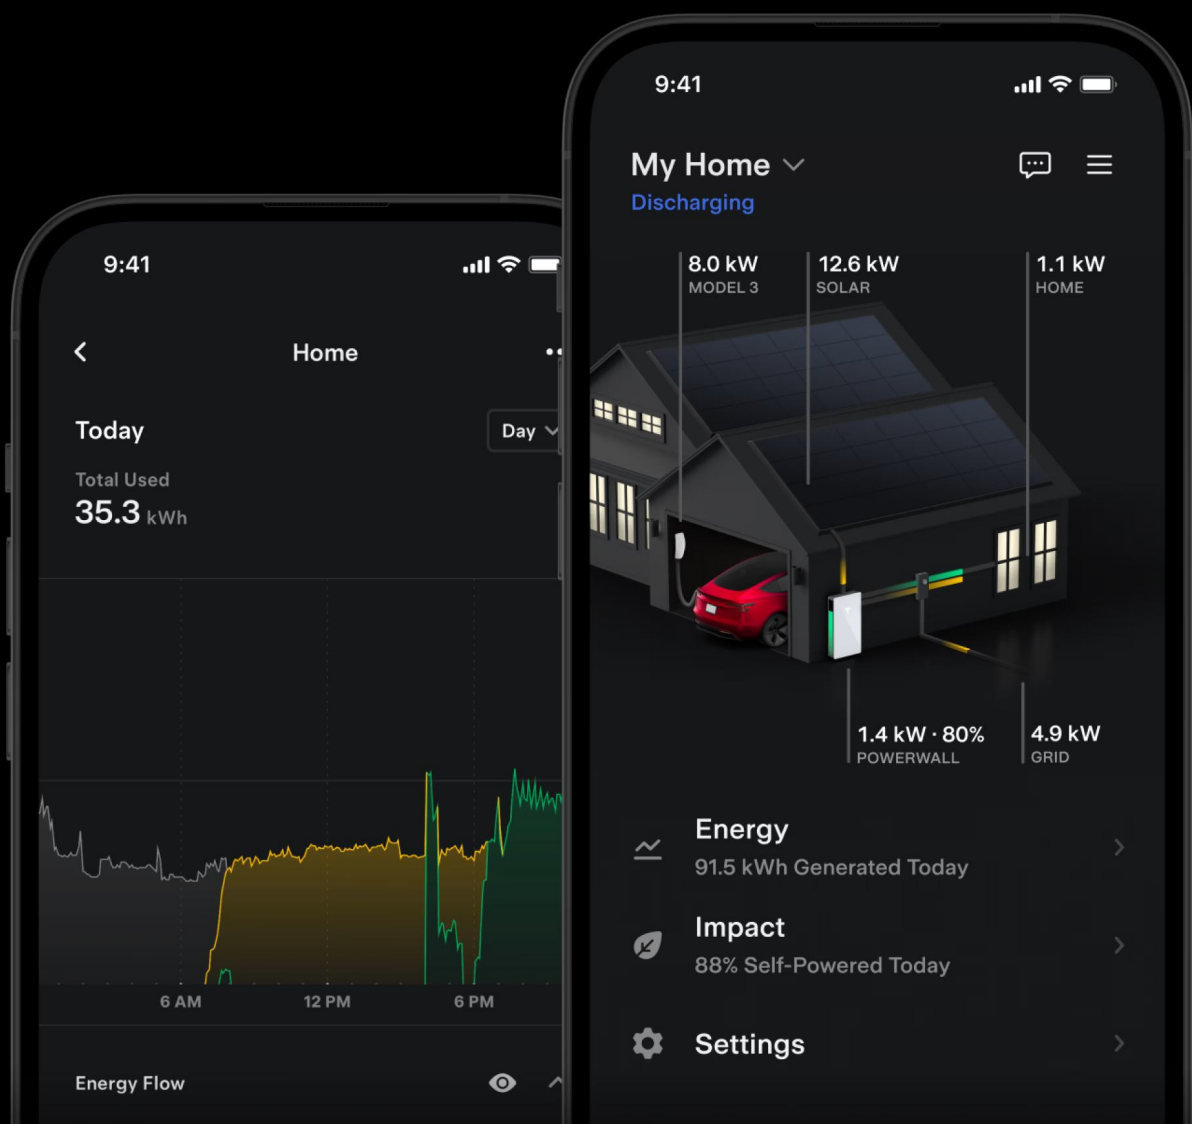 9:41
Home
Today
Day
Total Used
35.3 kWh
6 AM
12 PM
6 PM
Energy Flow
9:41
My Home
Discharging
8.0 kW
MODEL 3
12.6 kW
SOLAR
1.1 kW
HOME
1.4 kW · 80%
POWERWALL
4.9 kW
GRID
Energy
91.5 kWh Generated Today
Impact
88% Self-Powered Today
Settings